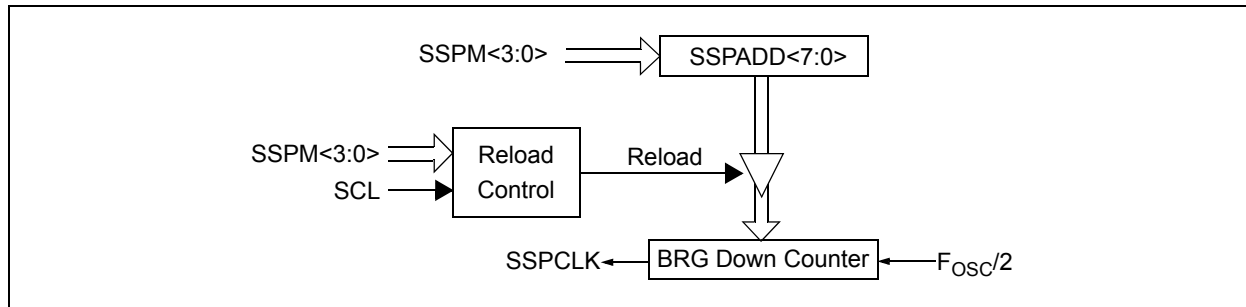 SSPM<3:0>
SSPADD<7:0>
SSPM<3:0>
SCL
Reload
Control
Reload
SSPCLK
BRG Down Counter
FOSC/2